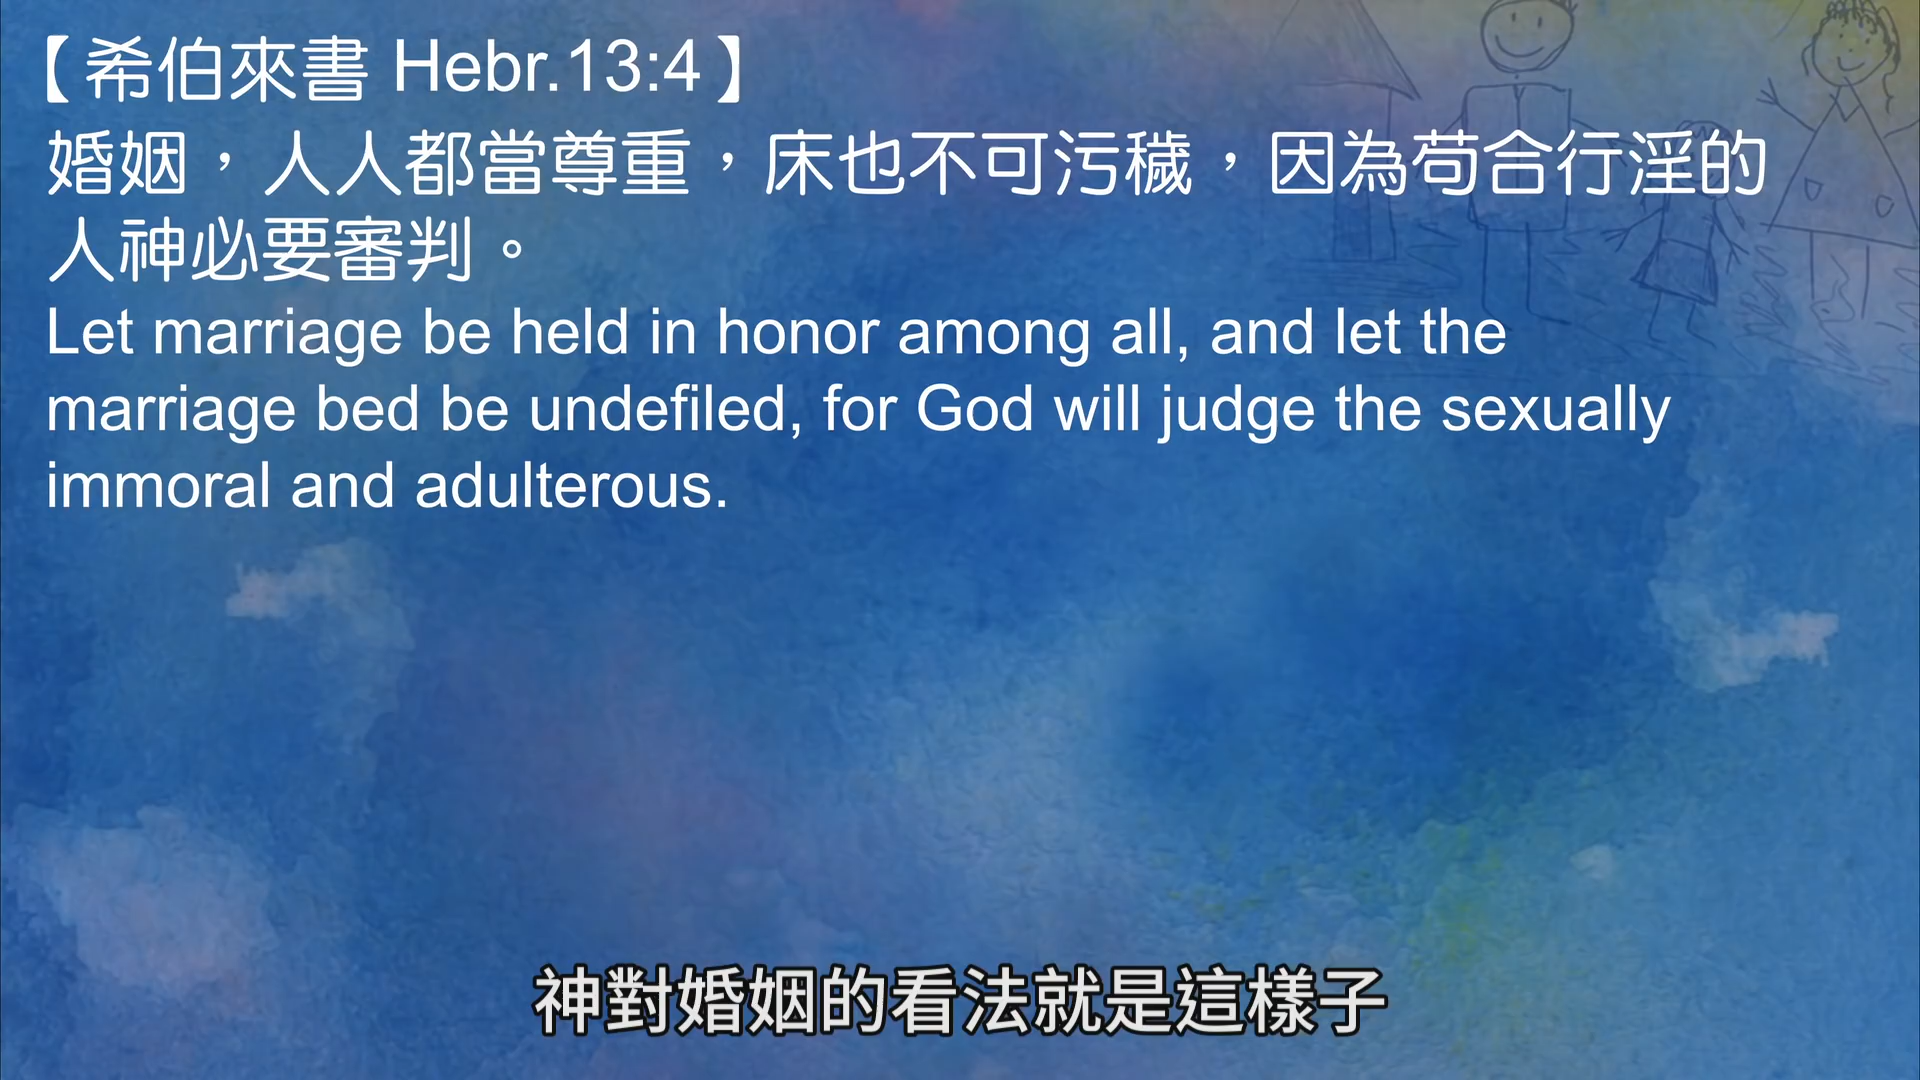 【希伯來書 Hebr.13:4】
婚姻，人人都當尊重，床也不可污穢，因為苟合行淫的
人神必要審判。
Let marriage be held in honor among all, and let the
marriage bed be undefiled, for God will judge the sexually
immoral and adulterous.
神對婚姻的看法就是這樣子